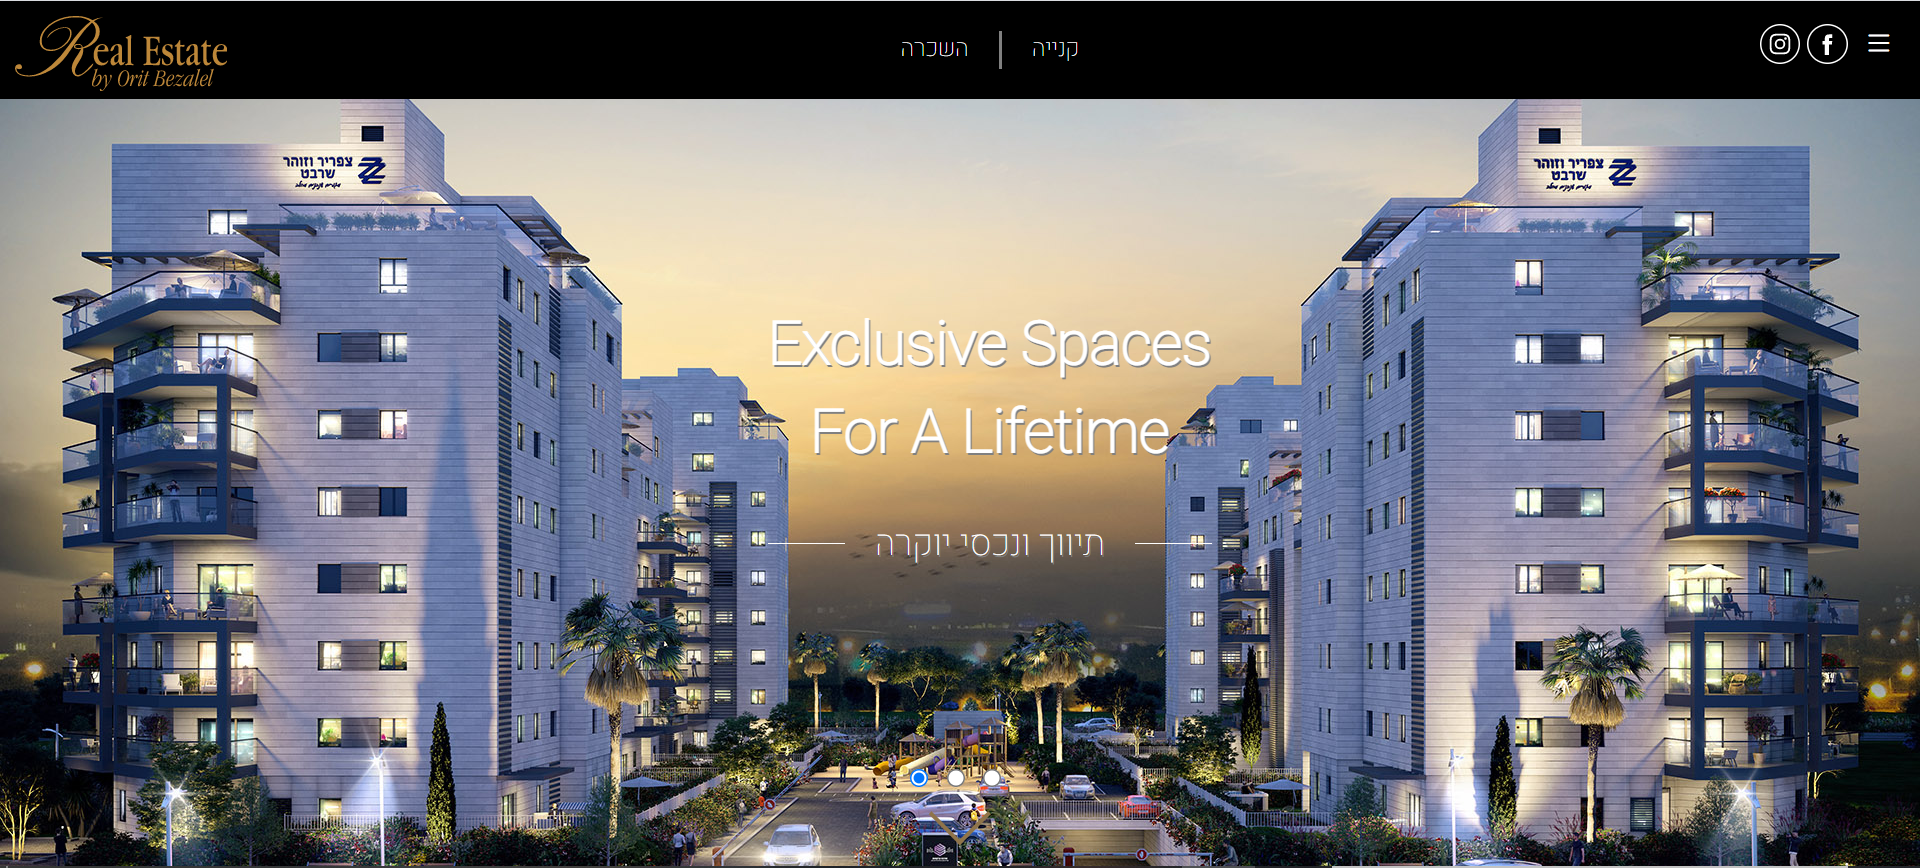 Real Estate
by Orit Bezalel
השכרה
קנייה
צפריר וזוהר
שרבט
צפריר וזוהר
שרבט
Exclusive Spaces
For A Lifetime
תיווך ונכסי יוקרה